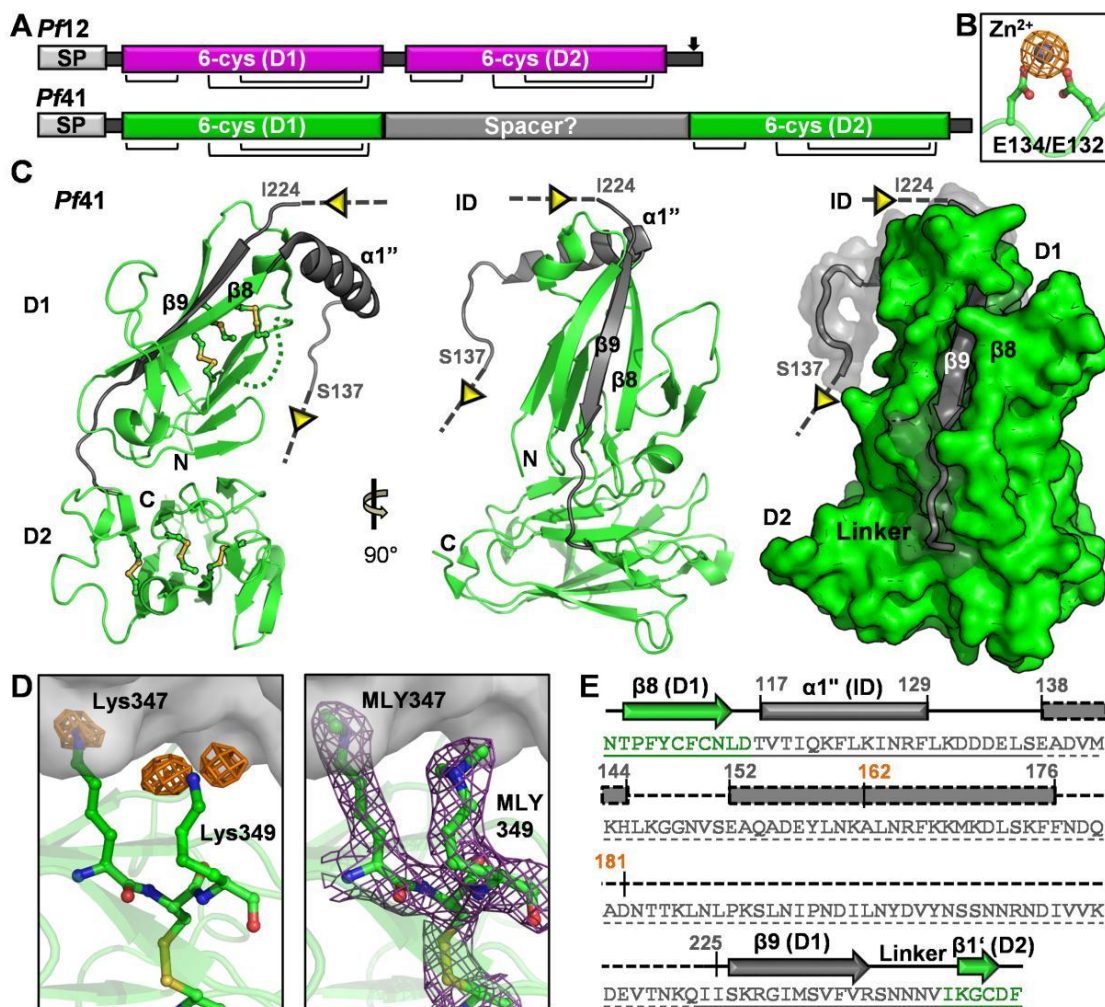 A
Pf12
SP
6-cys (D1)
6-cys (D2)
Pf41
SP
6-cys (D1)
Spacer?
6-cys (D2)
B
Zn2+
E134/E132
C
Pf41
I224
α1”
D1
β9
β8
S137
N
C
D2
90°
ID
I224
α1”
S137
β9
β8
N
C
ID
I224
D1
S137
β9
β8
D2
Linker
D
Lys347
Lys349
MLY347
MLY
349
E
β8 (D1)
117
α1" (ID)
129
138
NTPFYCFCNLDTVTIQKFLKINRFLKDDDELSEADVM
144
152
162
176
KHLKGGNVSEAQADEYLNKALNRFKKMKDLSKFFNDQ
181
ADNTTKLNLPKSLNIPNDILNYDVYNSSNNRNDIVVK
225
β9 (D1)
Linker
β1' (D2)
DEVTNKQIISKRGIMSVFVRSNNNVIKGCDF